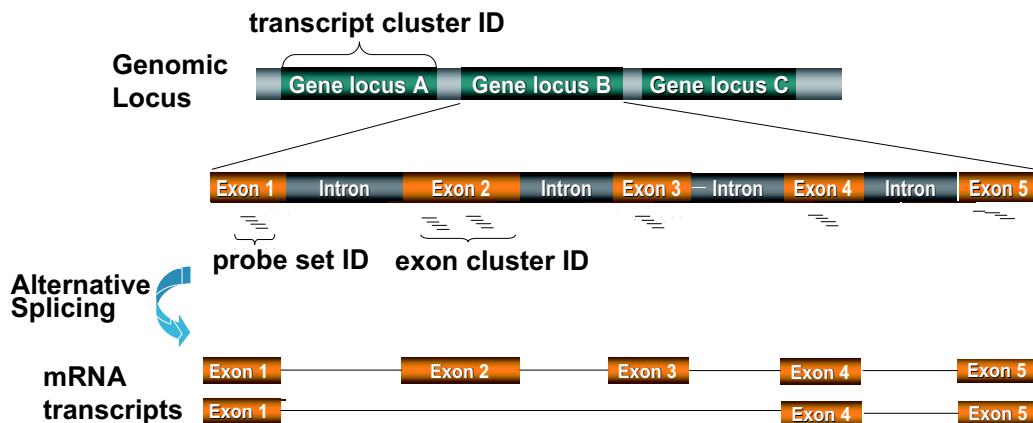 transcript cluster ID
Genomic
Locus
Gene locus A Gene locus B Gene locus C
Exon 1 Intron Exon 2 Intron Exon 3 Intron Exon 4 Intron Exon 5
probe set ID exon cluster ID
Alternative
Splicing
mRNA
transcripts
Exon 1 Exon 2 Exon 3 Exon 4 Exon 5
Exon 1 Exon 4 Exon 5